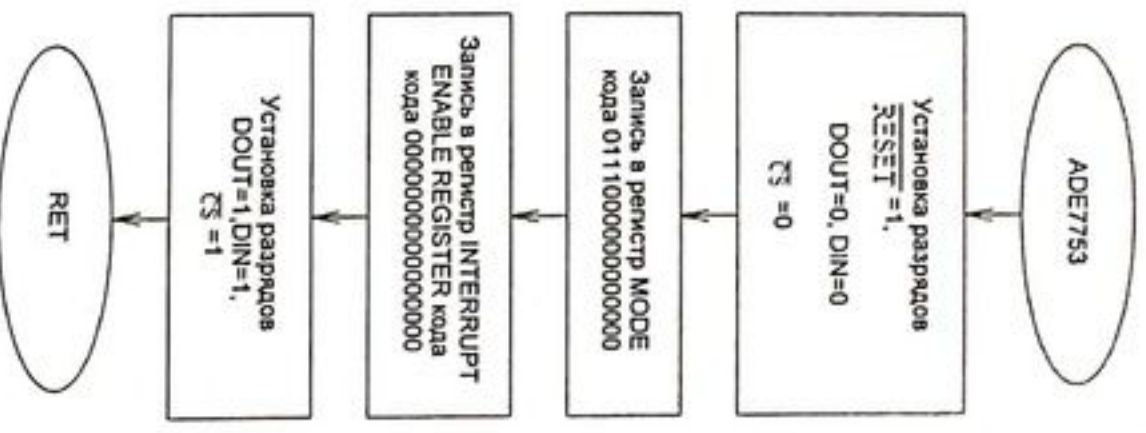 ADE7753
Установка разрядов
RESET =1,
DOUT=0, DIN=0
CS =0
Запись в регистр MODE
кода 0111000000000000
Запись в регистр INTERRUPT
ENABLE REGISTER кода
кода 0000000000000000
Установка разрядов
DOUT=1,DIN=1,
CS =1
RET